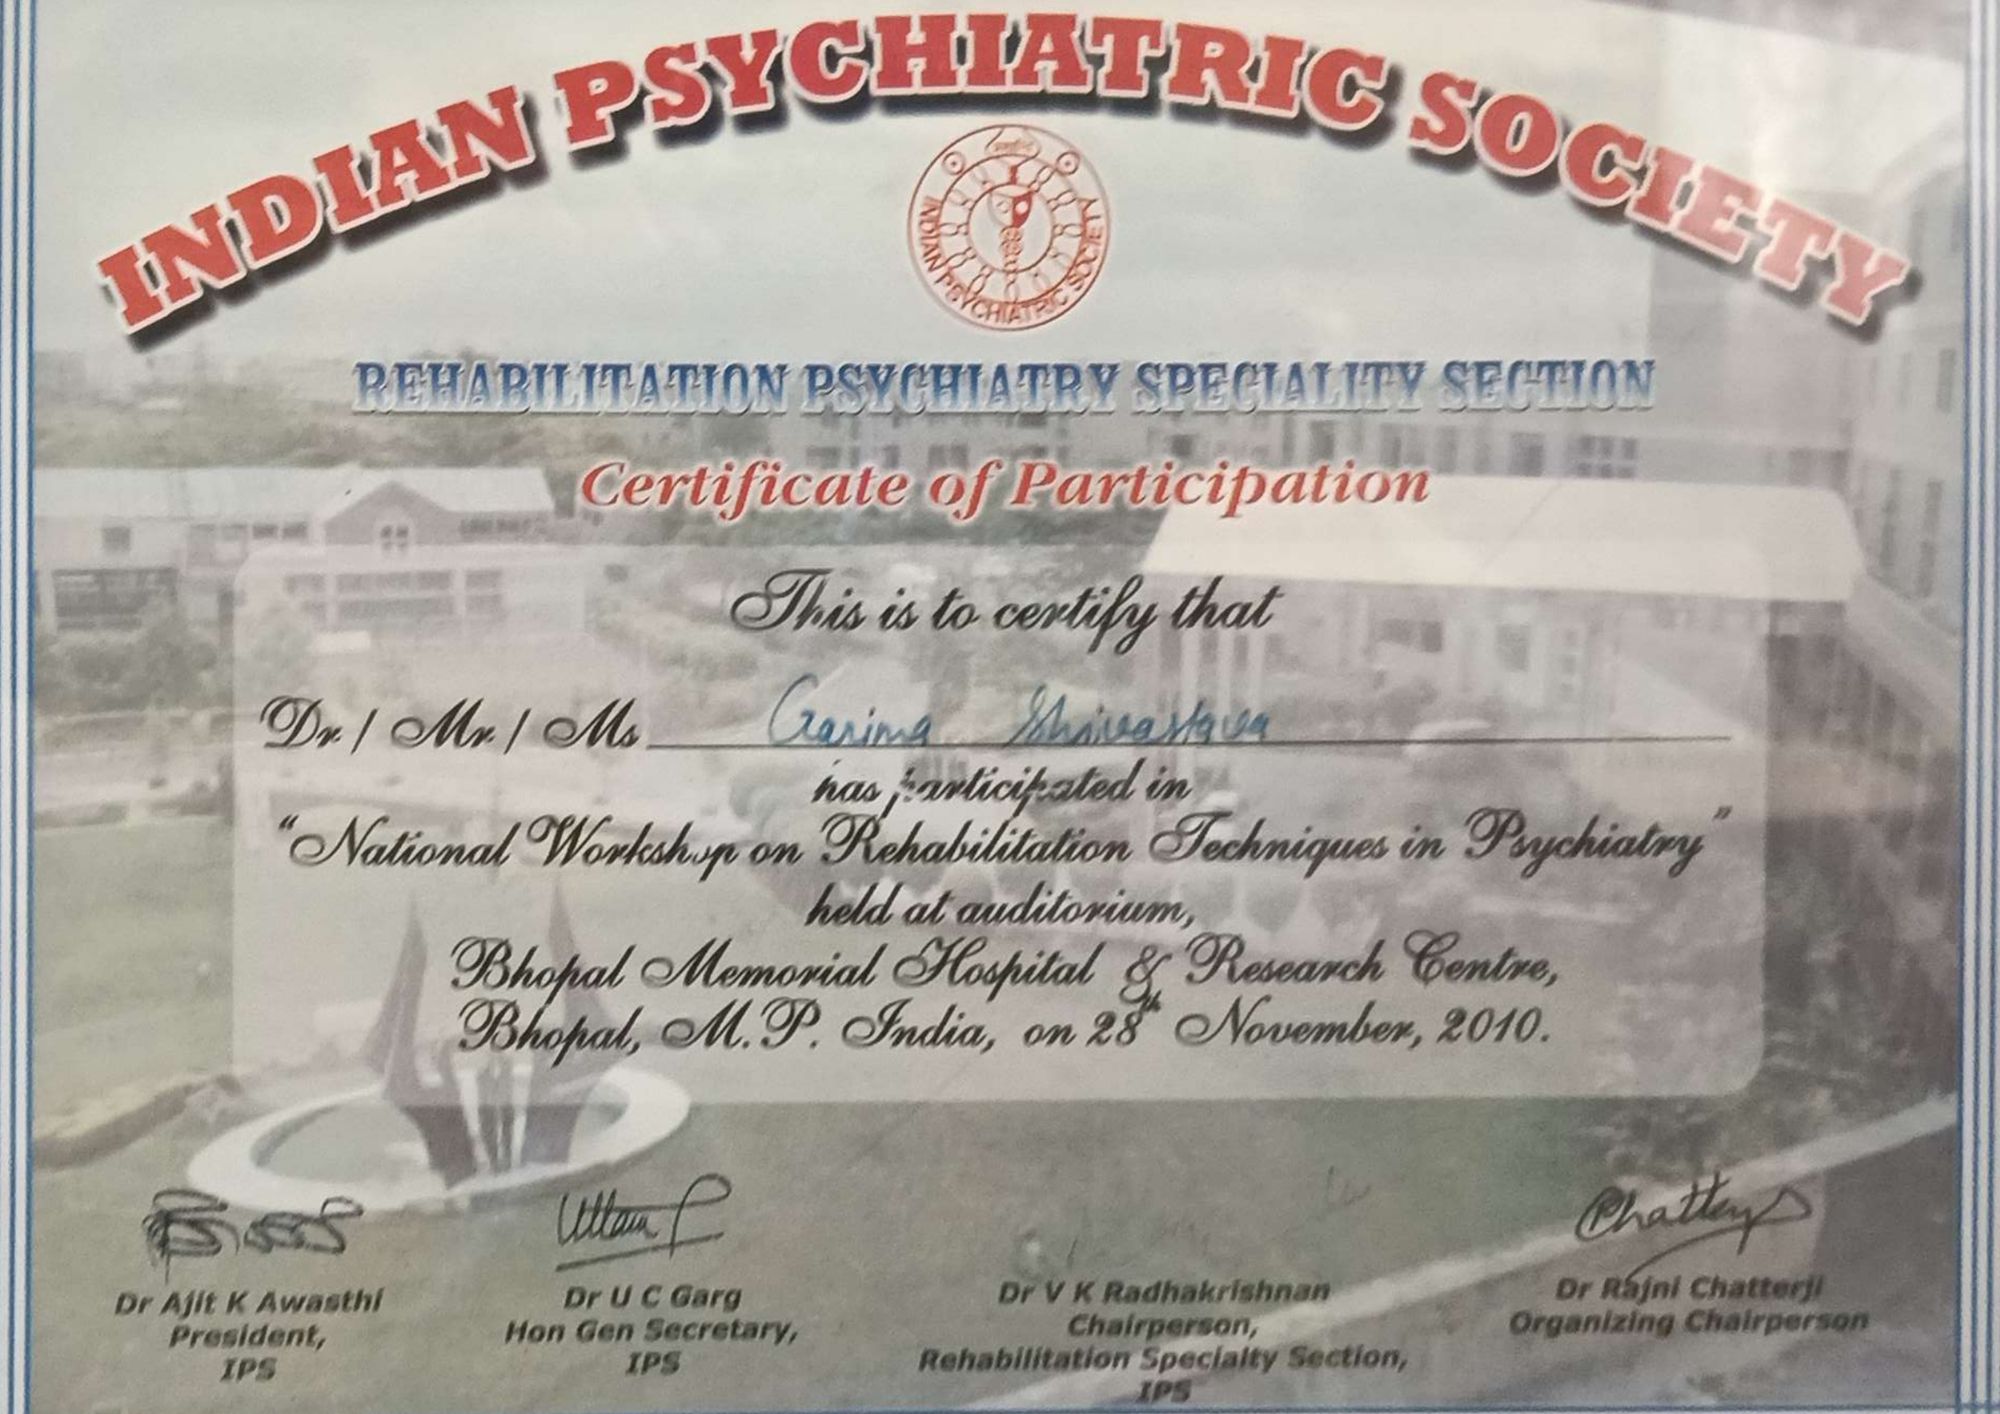 INDIAN PSYCHIATRIC SOCIETY
INDIAN PSYCHIATRIC SOCIETY
REHABILITATION PSYCHIATRY SPECIALITY SECTION
Certificate of Participation
This is to certify that
Dr. / Mr. / Ms Garima Shrivastava
has participated in
"National Workshop on Rehabilitation Techniques in Psychiatry"
held at auditorium,
Bhopal Memorial Hospital & Research Centre,
Bhopal, M.P. India, on 28th November, 2010.
Dr Ajit K Awasthi
President,
IPS
Dr U C Garg
Hon Gen Secretary,
IPS
Dr V K Radhakrishnan
Chairperson,
Rehabilitation Specialty Section,
IPS
Dr Rajni Chatterji
Organizing Chairperson